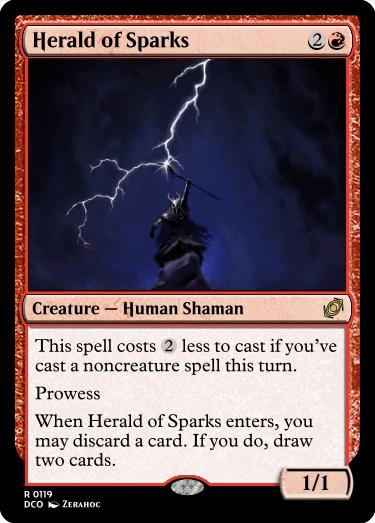 Herald of Sparks 2
Creature — Human Shaman
This spell costs 2 less to cast if you've
cast a noncreature spell this turn.
Prowess
When Herald of Sparks enters, you
may discard a card. If you do, draw
two cards.
1/1
R 0119
DCO ZERAHOC